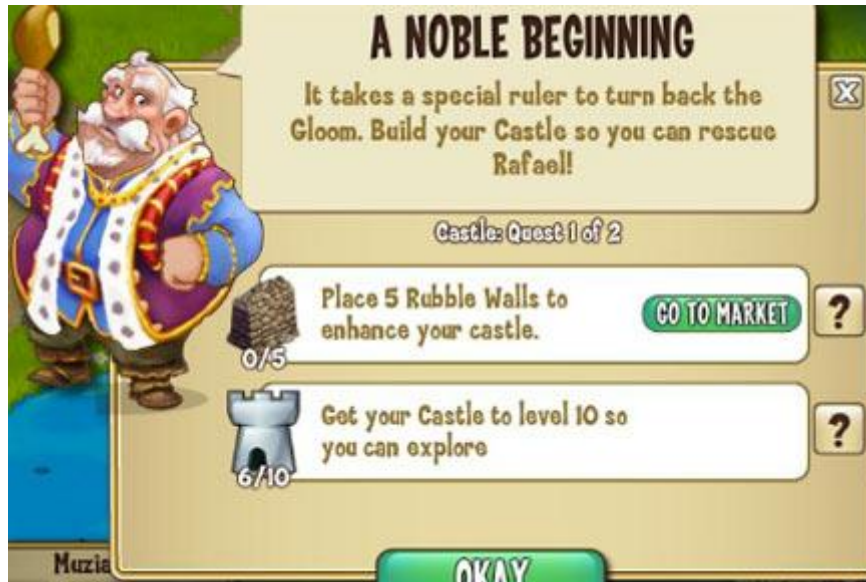 A NOBLE BEGINNING
It takes a special ruler to turn back the
Gloom. Build your Castle so you can rescue
Rafael!
X
Castle: Quest 1 of 2
Place 5 Rubble Walls to
enhance your castle.
GO TO MARKET
?
0/5
Get your Castle to level 10 so
you can explore
?
6/10
Muzia
OKAY